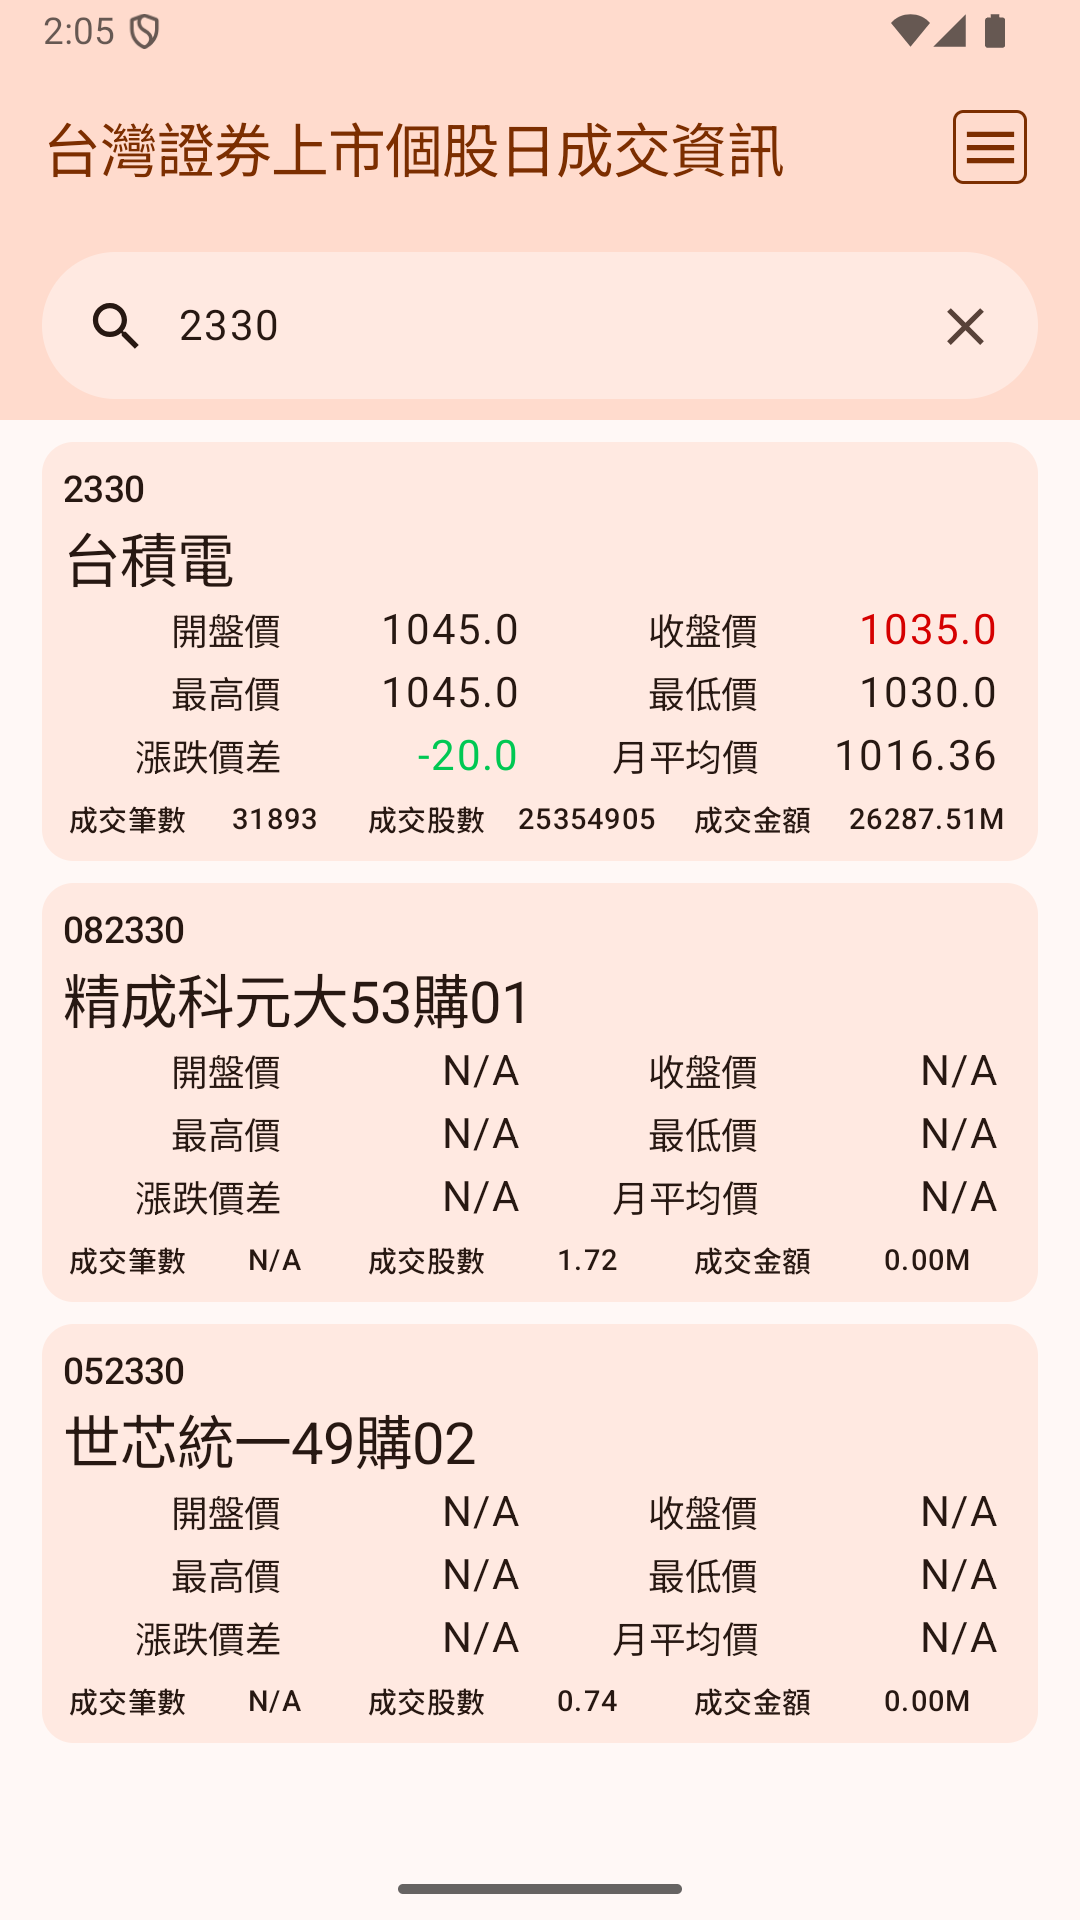 2:05
台灣證券上市個股日成交資訊
2330
2330
台積電
開盤價 1045.0 收盤價 1035.0
最高價 1045.0 最低價 1030.0
漲跌價差 -20.0 月平均價 1016.36
成交筆數 31893 成交股數 25354905 成交金額 26287.51M
082330
精成科元大53購01
開盤價 N/A 收盤價 N/A
最高價 N/A 最低價 N/A
漲跌價差 N/A 月平均價 N/A
成交筆數 N/A 成交股數 1.72 成交金額 0.00M
052330
世芯統一49購02
開盤價 N/A 收盤價 N/A
最高價 N/A 最低價 N/A
漲跌價差 N/A 月平均價 N/A
成交筆數 N/A 成交股數 0.74 成交金額 0.00M